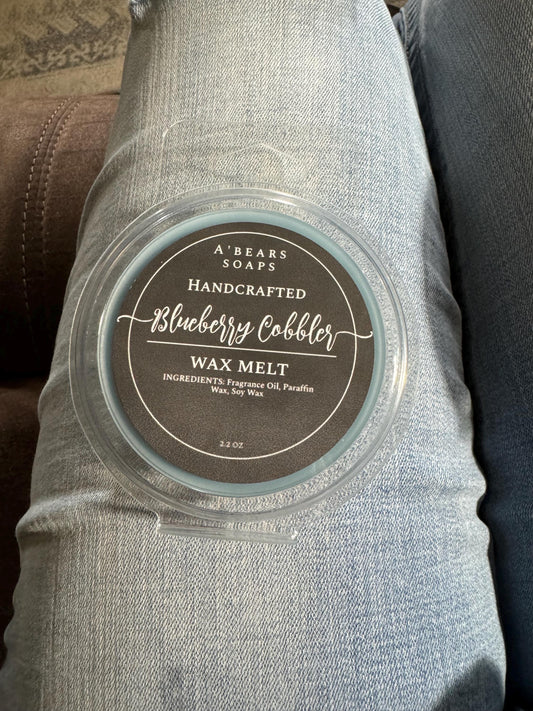 A'BEARS
SOAPS
HANDCRAFTED
Blueberry Cobbler
WAX MELT
INGREDIENTS: Fragrance Oil, Paraffin
Wax, Soy Wax
2.2 OZ